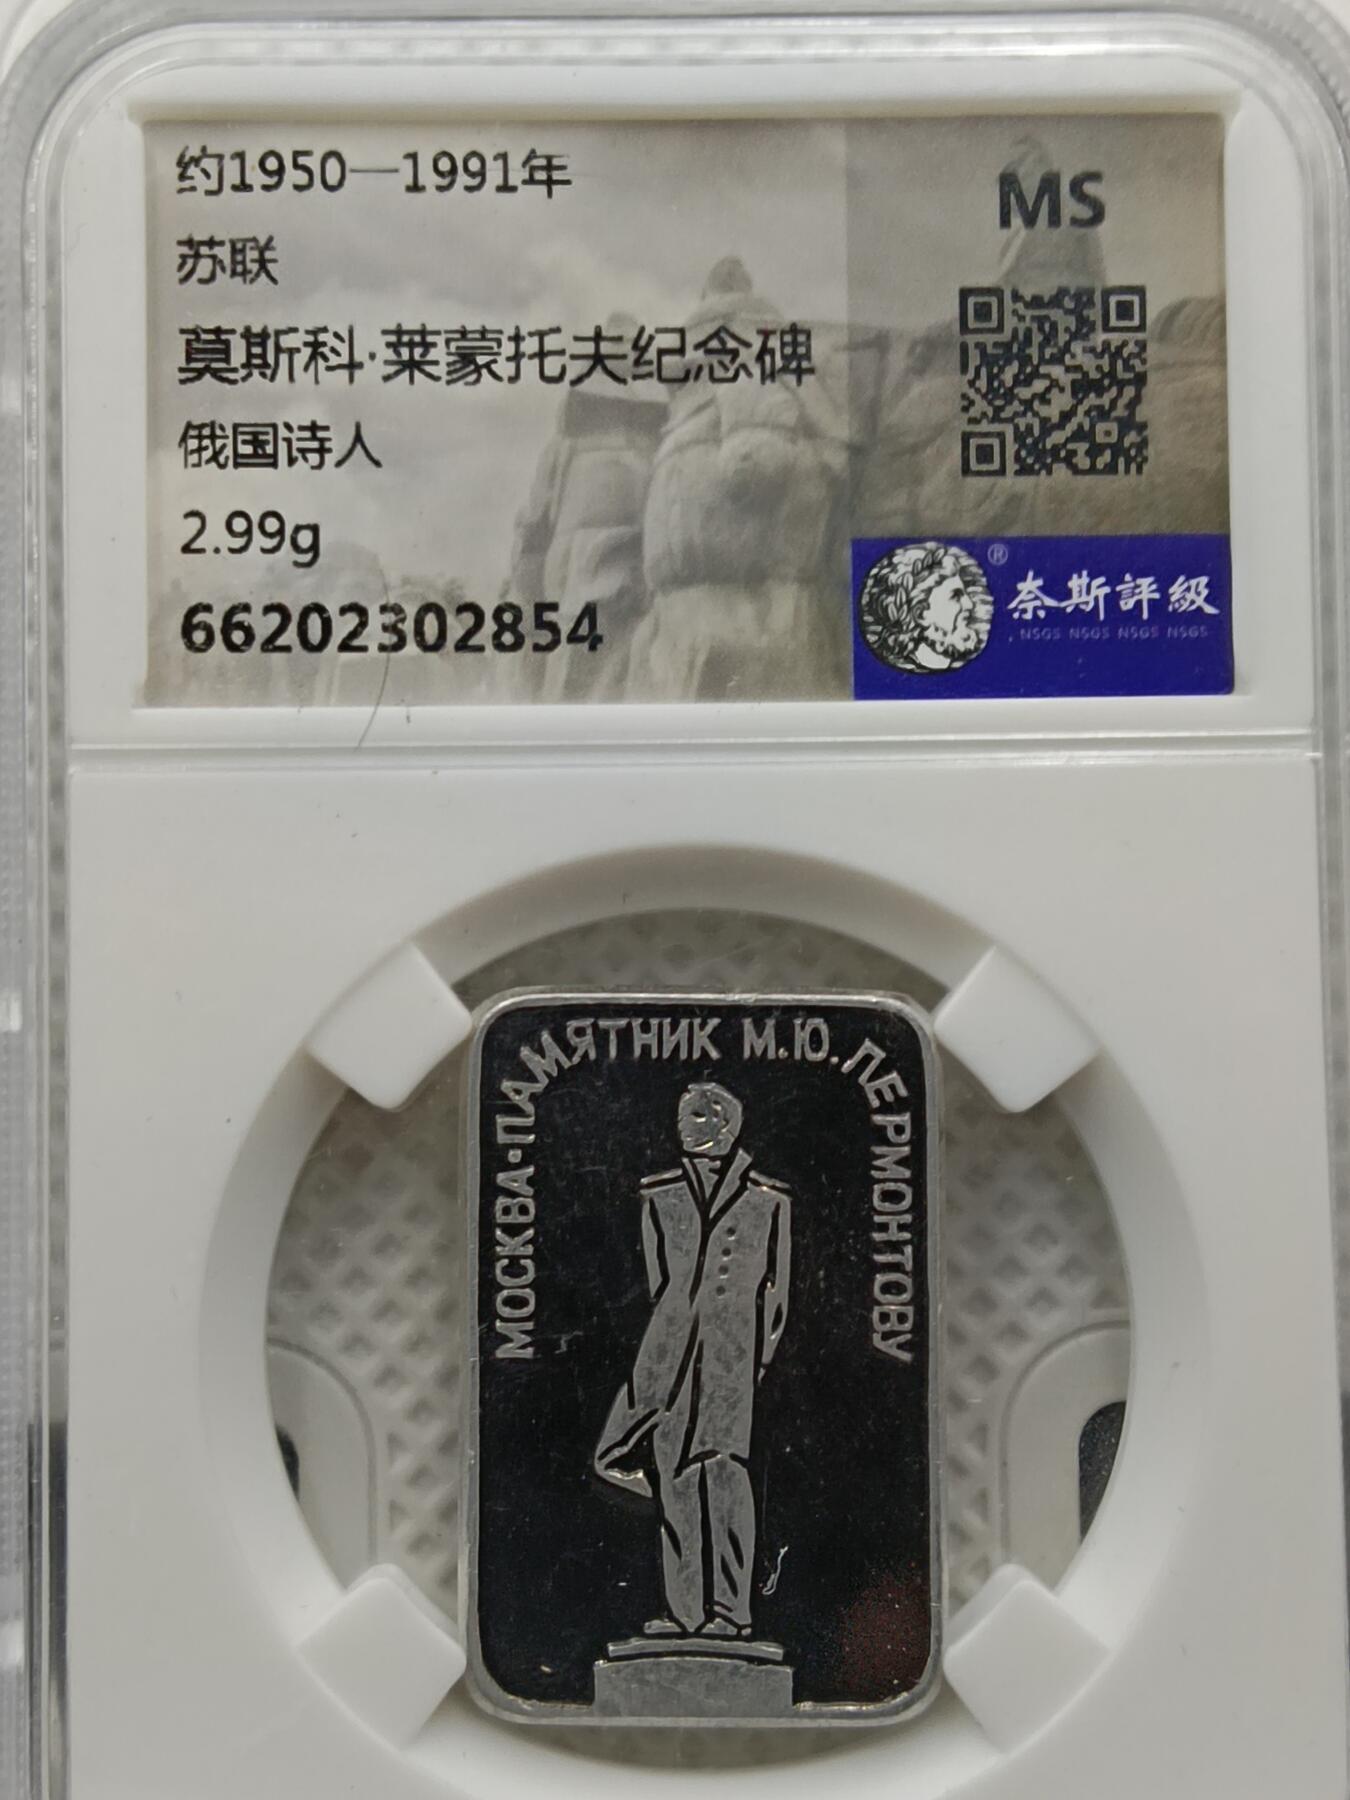 约1950—1991年
苏联
莫斯科·莱蒙托夫纪念碑
俄国诗人
2.99g
66202302854
MS
® 奈斯評級
NSGS NSGS NSGS NSGS
МОСКВА·ПАМЯТНИК М.Ю. ЛЕРМОНТОВУ